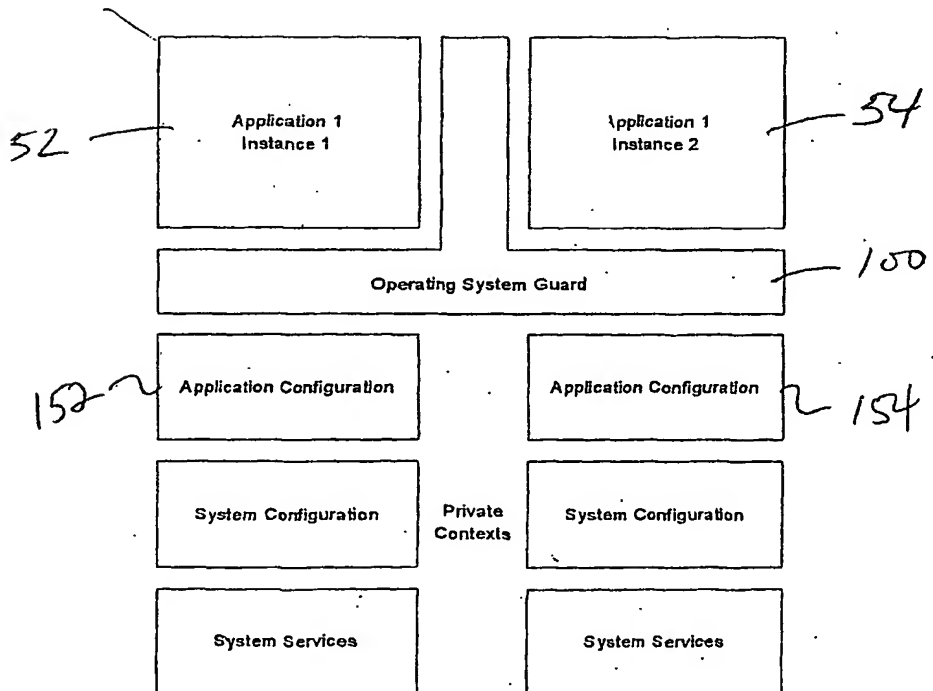 Application 1
Instance 1
\pplication 1
Instance 2
52
54
Operating System Guard
100
Application Configuration
Application Configuration
152
154
System Configuration
Private
Contexts
System Configuration
System Services
System Services